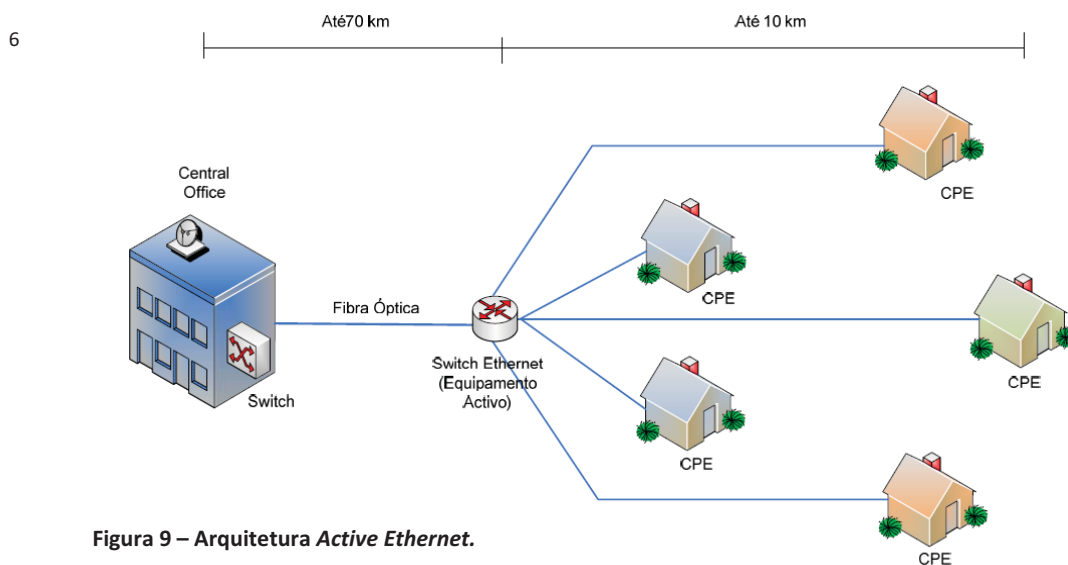 Até70 km
Até 10 km
6
Central
Office
CPE
CPE
Fibra Óptica
Switch Ethernet
(Equipamento
Activo)
CPE
Switch
CPE
CPE
Figura 9 – Arquitetura Active Ethernet.